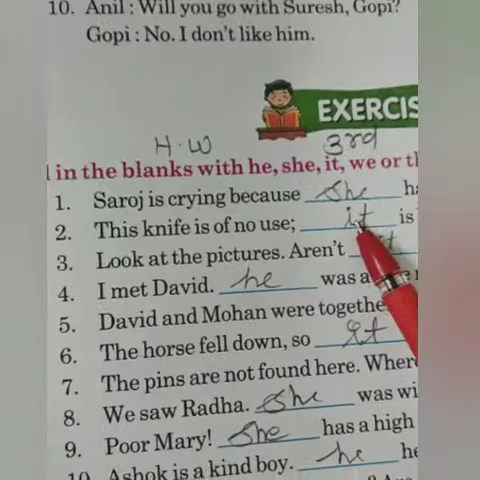 10. Anil : Will you go with Suresh, Gopi?
Gopi : No. I don't like him.
EXERCIS
H.W 3rd
in the blanks with he, she, it, we or
1. Saroj is crying because she ha
2. This knife is of no use; it is
3. Look at the pictures. Aren't
4. I met David. he was a
5. David and Mohan were togethe
6. The horse fell down, so it
7. The pins are not found here. Wher
8. We saw Radha. she was wi
9. Poor Mary! She has a high
10. Ashok is a kind boy. he he